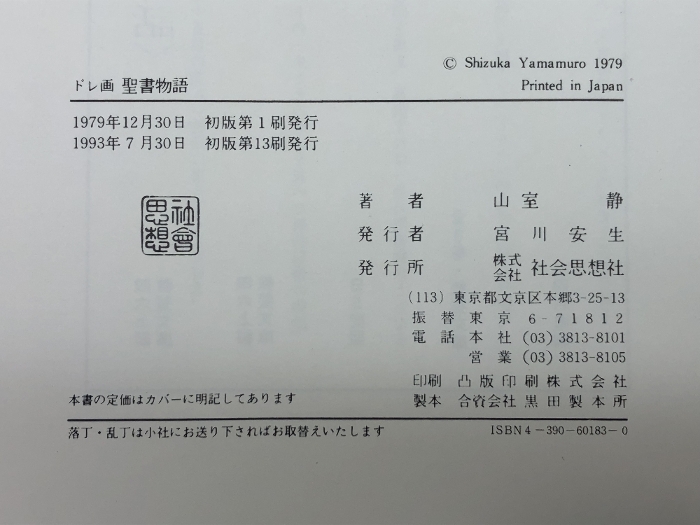 © Shizuka Yamamuro 1979
ドレ画 聖書物語
Printed in Japan
1979年12月30日 初版第1刷発行
1993年7月30日 初版第13刷発行
社會思想
著者 山室静
発行者 宮川安生
発行所 株式会社 社会思想社
(113) 東京都文京区本郷3-25-13
振替東京 6-71812
電話本社 (03) 3813-8101
営業 (03) 3813-8105
印刷 凸版印刷株式会社
本書の定価はカバーに明記してあります
製本 合資会社 黒田製本所
落丁・乱丁は小社にお送り下さればお取替えいたします
ISBN4-390-60183-0